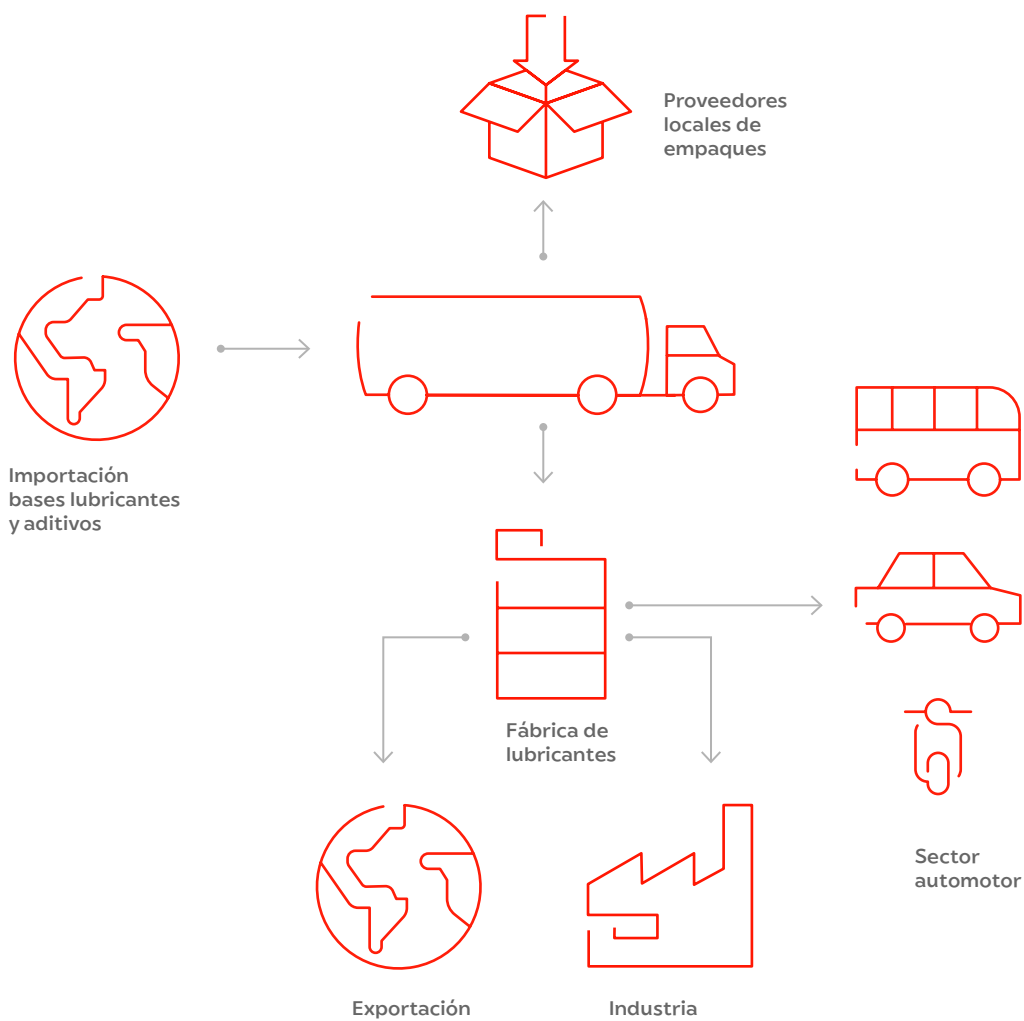 Proveedores
locales de
empaques
Importación
bases lubricantes
y aditivos
Fábrica de
lubricantes
Sector
automotor
Exportación
Industria